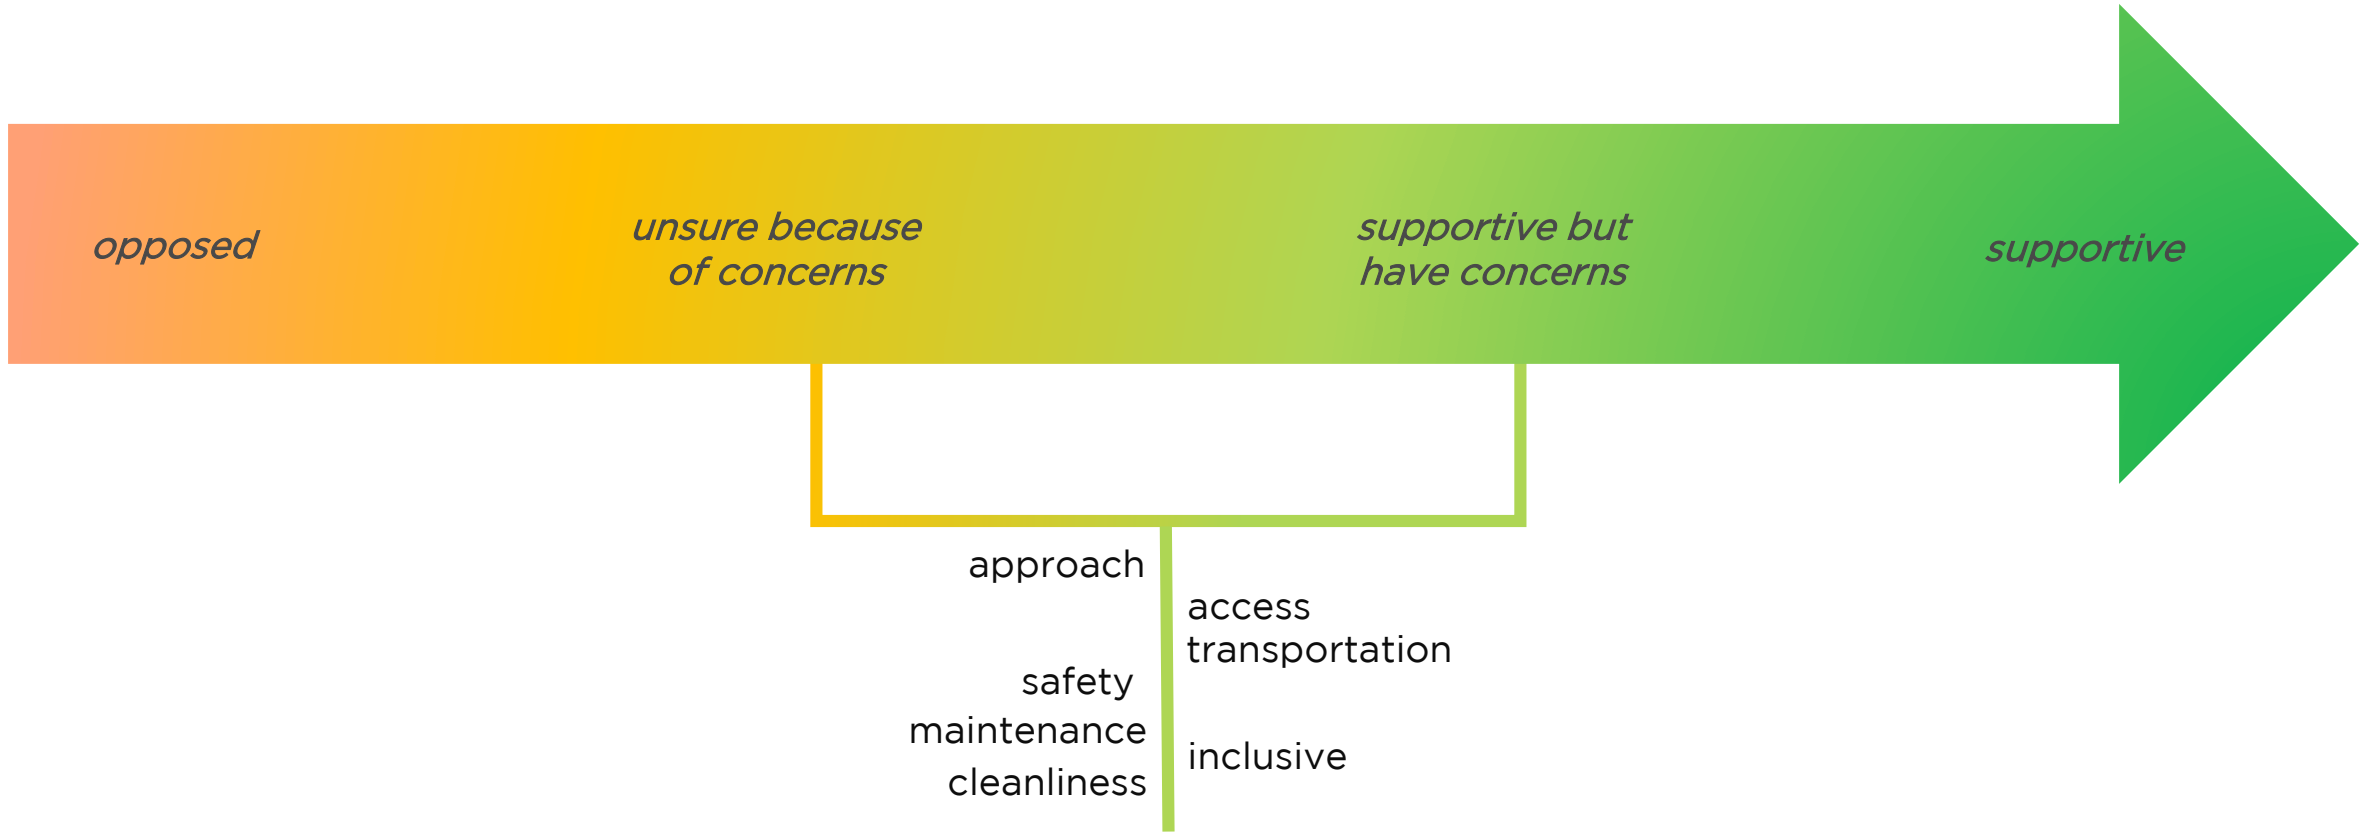 opposed
unsure because
of concerns
supportive but
have concerns
supportive
approach
access
transportation
safety
maintenance
inclusive
cleanliness